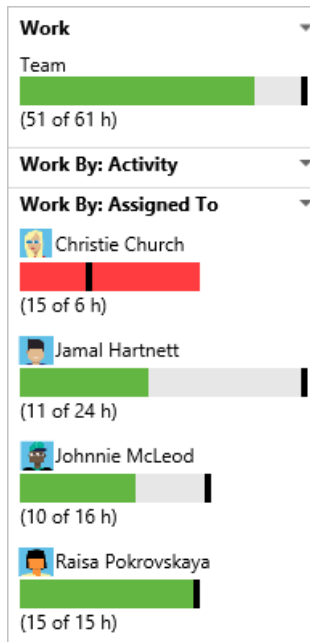 Work
Team
(51 of 61 h)
Work By: Activity
Work By: Assigned To
Christie Church
(15 of 6 h)
Jamal Hartnett
(11 of 24 h)
Johnnie McLeod
(10 of 16 h)
Raisa Pokrovskaya
(15 of 15 h)